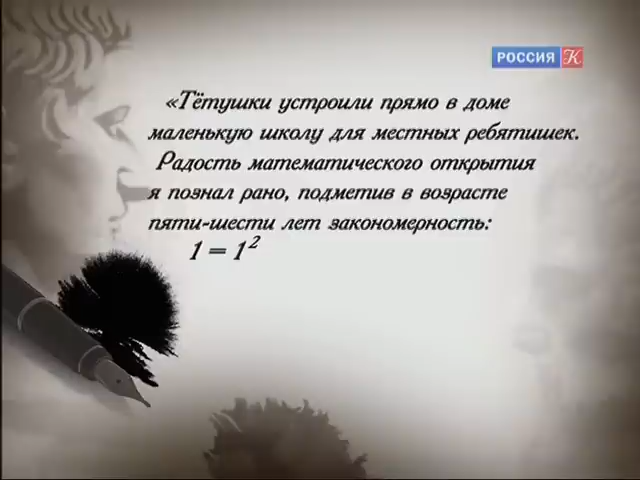 РОССИЯ К
«Тётушки устроили прямо в доме
маленькую школу для местных ребятишек.
Радость математического открытия
я познал рано, подметив в возрасте
пяти-шести лет закономерность:
1 = 1²